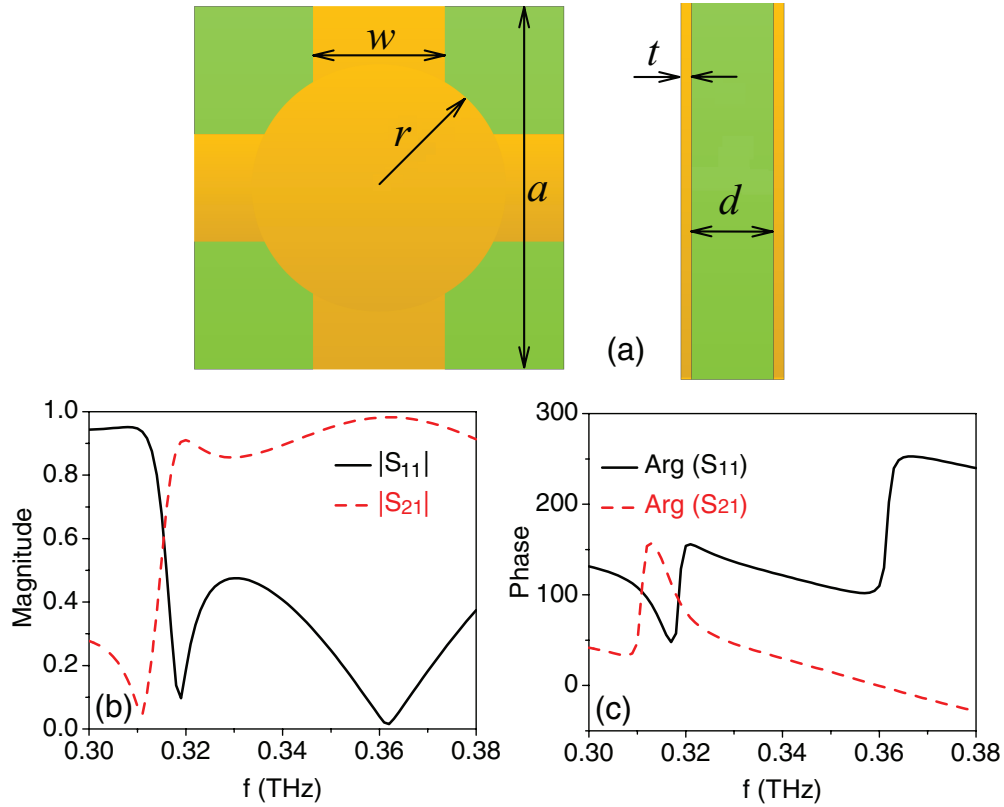 w
r
a
t
d
(a)
1.0
0.8
0.6
0.4
0.2
0.0
Magnitude
|S11|
|S21|
(b)
0.30
0.32
0.34
0.36
0.38
f (THz)
300
200
100
0
Phase
Arg (S11)
Arg (S21)
(c)
0.30
0.32
0.34
0.36
0.38
f (THz)